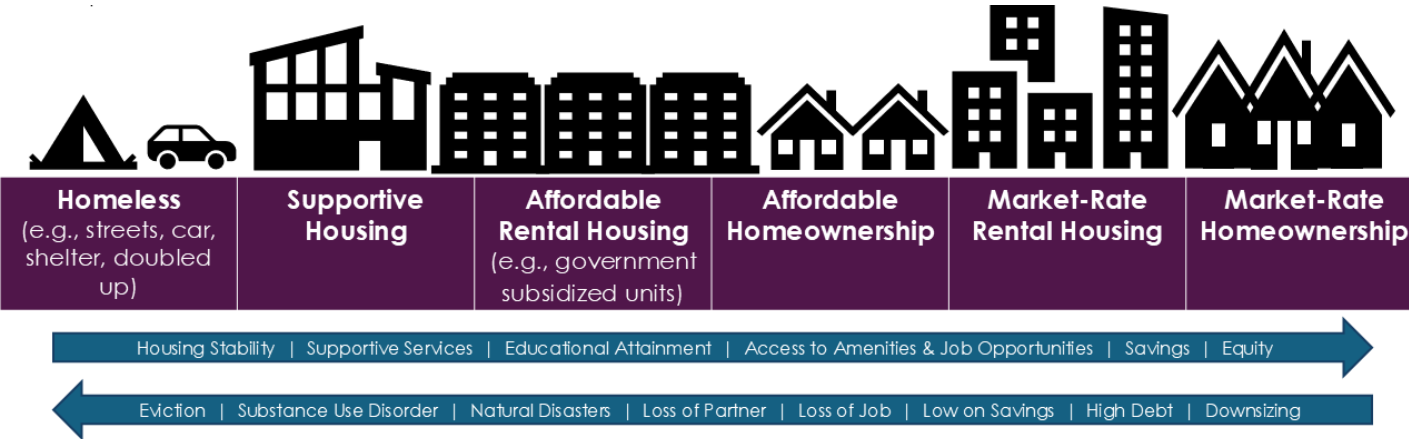 Homeless
(e.g., streets, car,
shelter, doubled
up)
Supportive
Housing
Affordable
Rental Housing
(e.g., government
subsidized units)
Affordable
Homeownership
Market-Rate
Rental Housing
Market-Rate
Homeownership
Housing Stability | Supportive Services | Educational Attainment | Access to Amenities & Job Opportunities | Savings | Equity
Eviction | Substance Use Disorder | Natural Disasters | Loss of Partner | Loss of Job | Low on Savings | High Debt | Downsizing